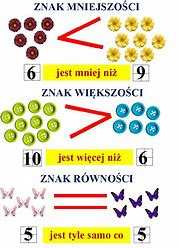 ZNAK MNIEJSZOŚCI
6 jest mniej niż 9
ZNAK WIĘKSZOŚCI
10 jest więcej niż 6
ZNAK RÓWNOŚCI
5 jest tyle samo co 5